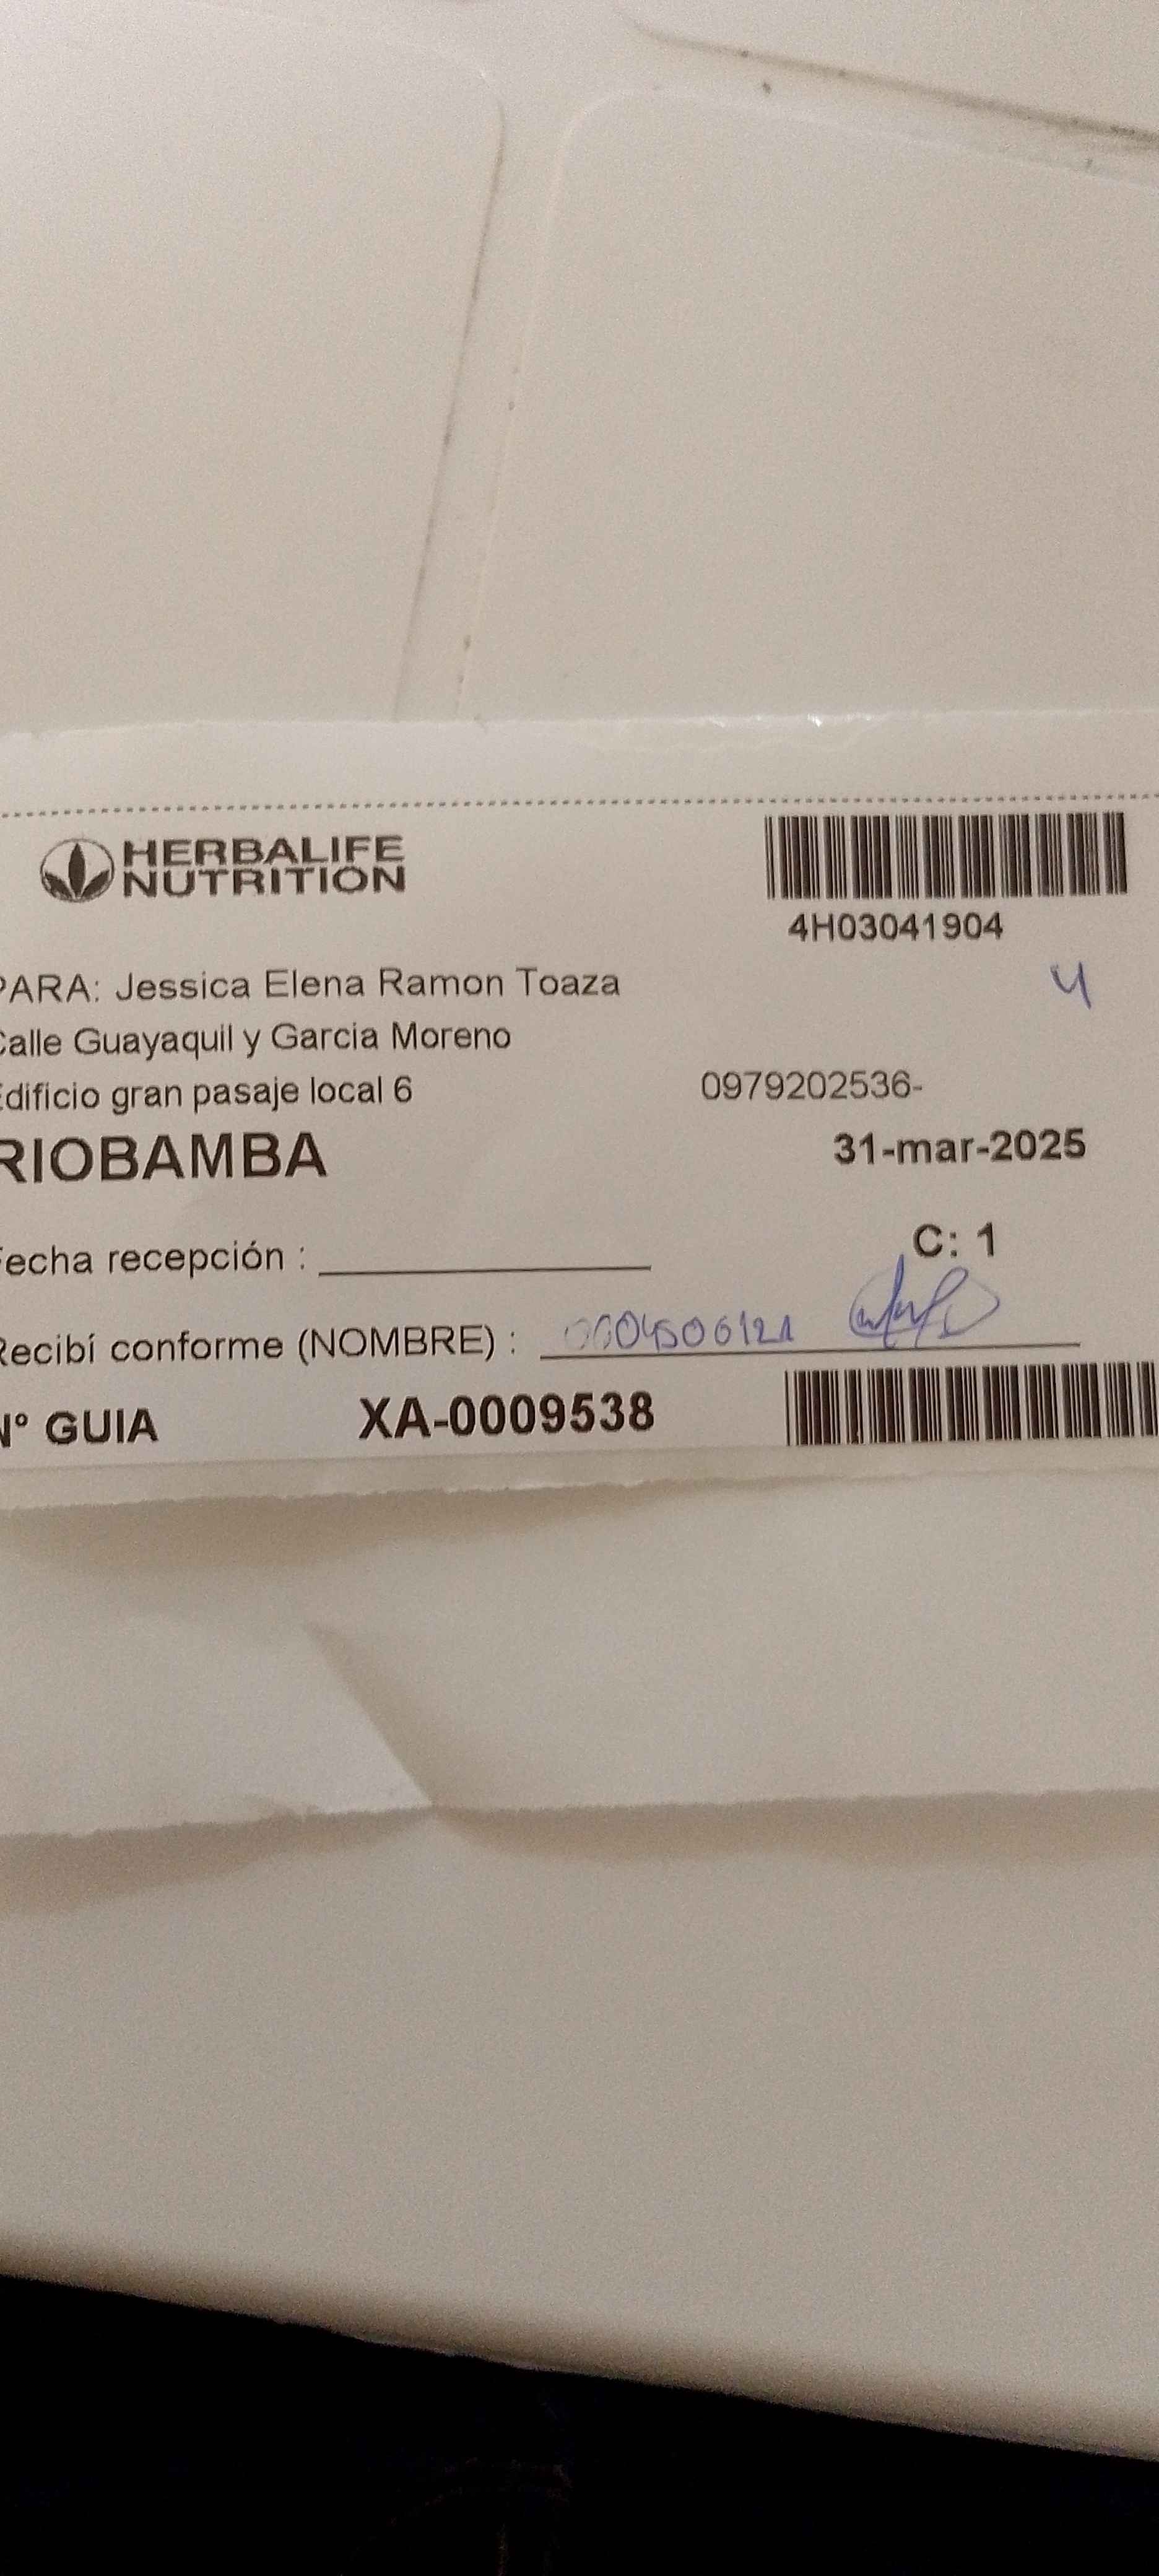 HERBALIFE
NUTRITION
4H03041904
PARA: Jessica Elena Ramon Toaza
4
Calle Guayaquil y Garcia Moreno
Edificio gran pasaje local 6 0979202536-
RIOBAMBA 31-mar-2025
C: 1
Fecha recepción :
Recibí conforme (NOMBRE) :
Nº GUIA XA-0009538